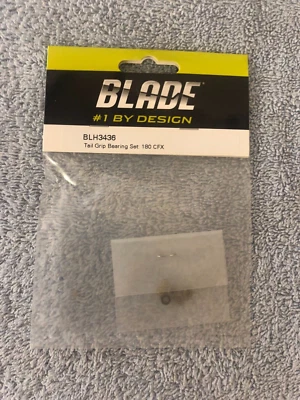 BLADE
#1 BY DESIGN
BLH3436
Tail Grip Bearing Set: 180 CFX